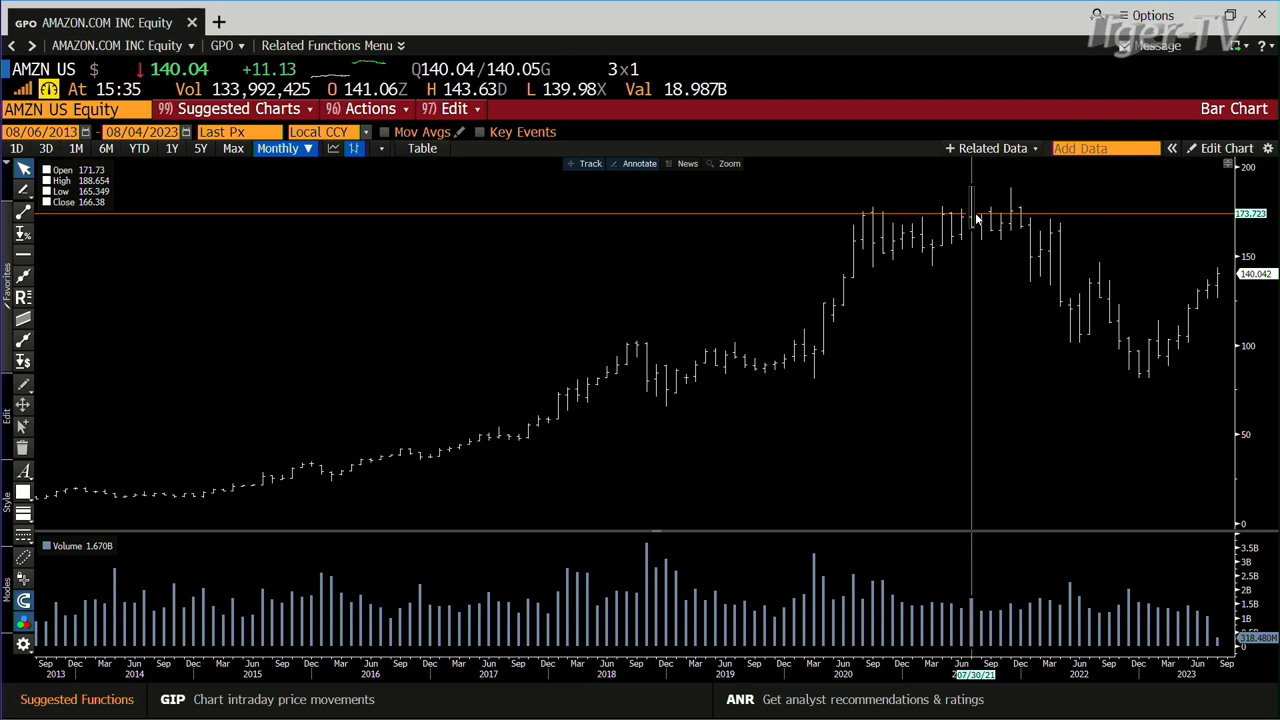 GPO AMAZON.COM INC Equity
Options
Tiger-TV
AMAZON.COM INC Equity GPO Related Functions Menu Message
AMZN US $ 140.04 +11.13 Q140.04/140.05G 3x1
At 15:35 Vol 133,992,425 O 141.06Z H 143.63D L 139.98X Val 18.987B
AMZN US Equity 99) Suggested Charts 96) Actions 97) Edit Bar Chart
08/06/2013 - 08/04/2023 Last Px Local CCY Mov Avgs Key Events
1D 3D 1M 6M YTD 1Y 5Y Max Monthly ▼ Table + Related Data Add Data « Edit Chart
Track Annotate News Zoom
Open 171.73
High 188.654
Low 165.349
Close 166.38
200
173.723
150
140.042
100
50
0
Favorites
Edit
Style
Modes
Volume 1.670B
3.5B
3B
2.5B
2B
1.5B
1B
318.480M
Sep Dec Mar Jun Sep Dec Mar Jun Sep Dec Mar Jun Sep Dec Mar Jun Sep Dec Mar Jun Sep Dec Mar Jun Sep Dec Mar Jun Sep Dec Mar Jun Sep Dec Mar Jun Sep Dec Mar Jun Sep
2013 2014 2015 2016 2017 2018 2019 2020 07/30/21 2022 2023
Suggested Functions GIP Chart intraday price movements ANR Get analyst recommendations & ratings